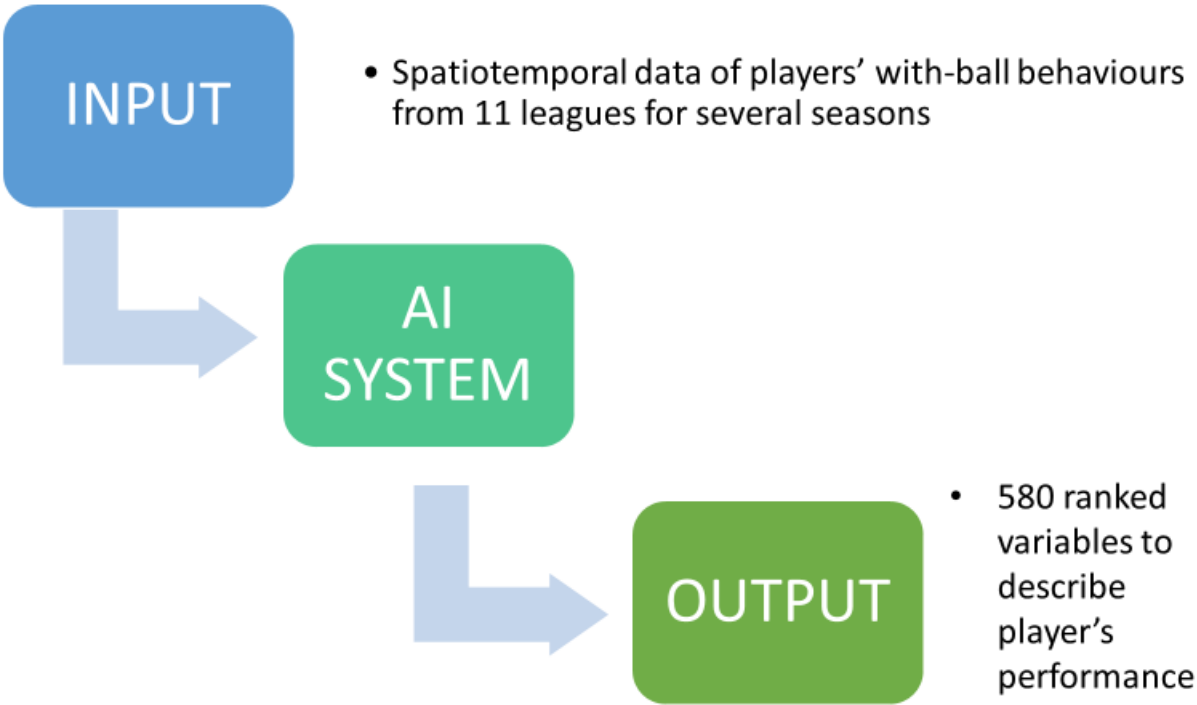 INPUT
• Spatiotemporal data of players’ with-ball behaviours
from 11 leagues for several seasons
AI
SYSTEM
OUTPUT
• 580 ranked
variables to
describe
player’s
performance